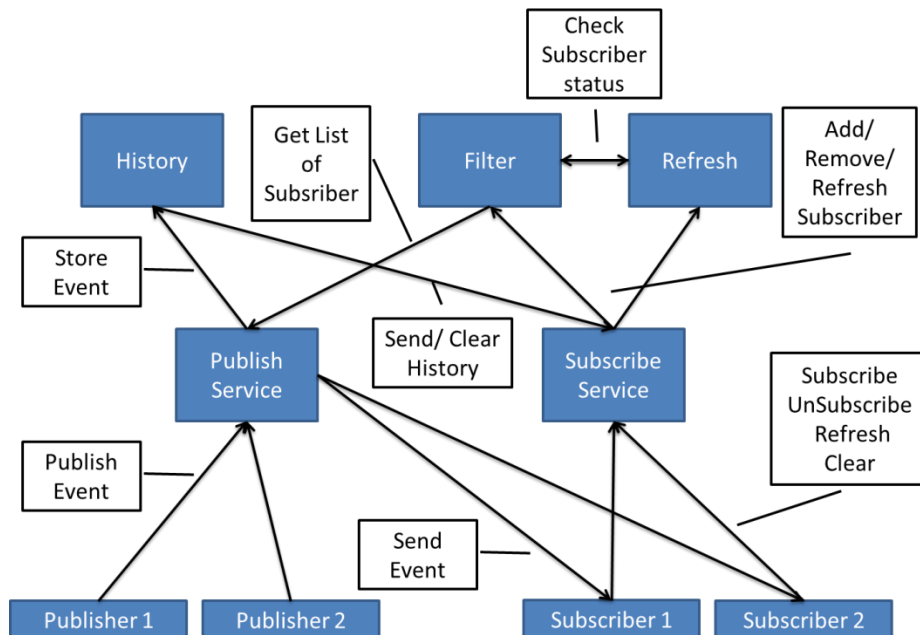 Check
Subscriber
status
History
Get List
of
Subsriber
Filter
Refresh
Add/
Remove/
Refresh
Subscriber
Store
Event
Publish
Service
Send/ Clear
History
Subscribe
Service
Subscribe
UnSubscribe
Refresh
Clear
Publish
Event
Send
Event
Publisher 1
Publisher 2
Subscriber 1
Subscriber 2